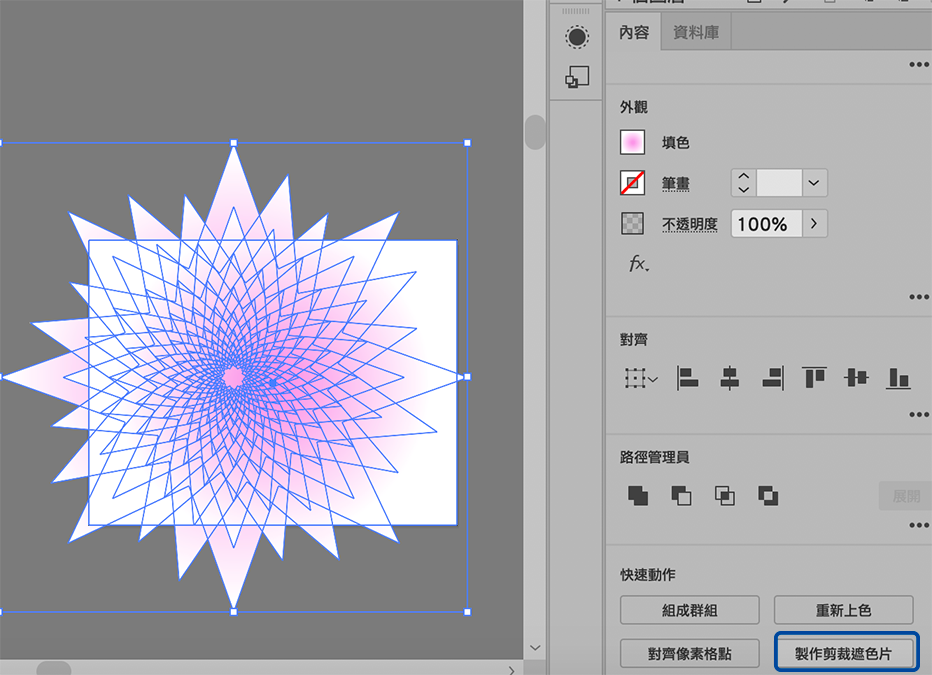 內容
資料庫
外觀
填色
筆畫
不透明度 100%
fx
對齊
路徑管理員
展開
快速動作
組成群組
重新上色
對齊像素格點
製作剪裁遮色片